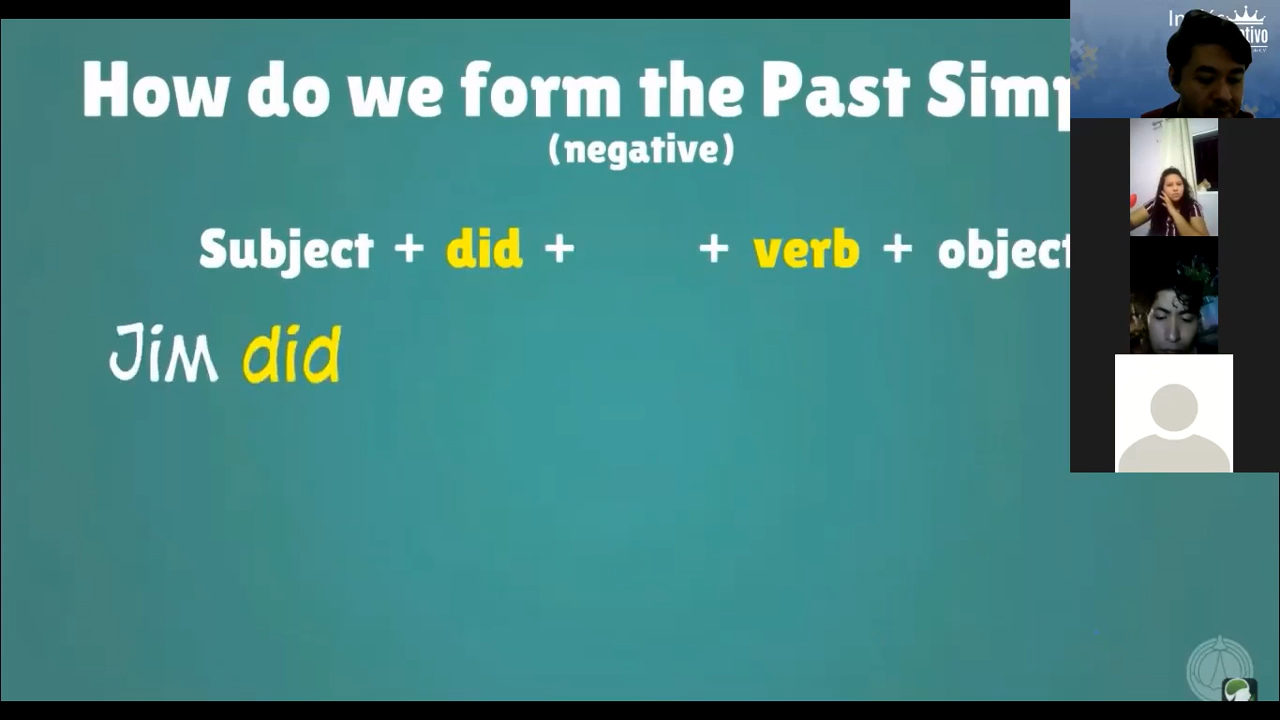 How do we form the Past Simp
(negative)
Subject + did + + verb + object
Jim did